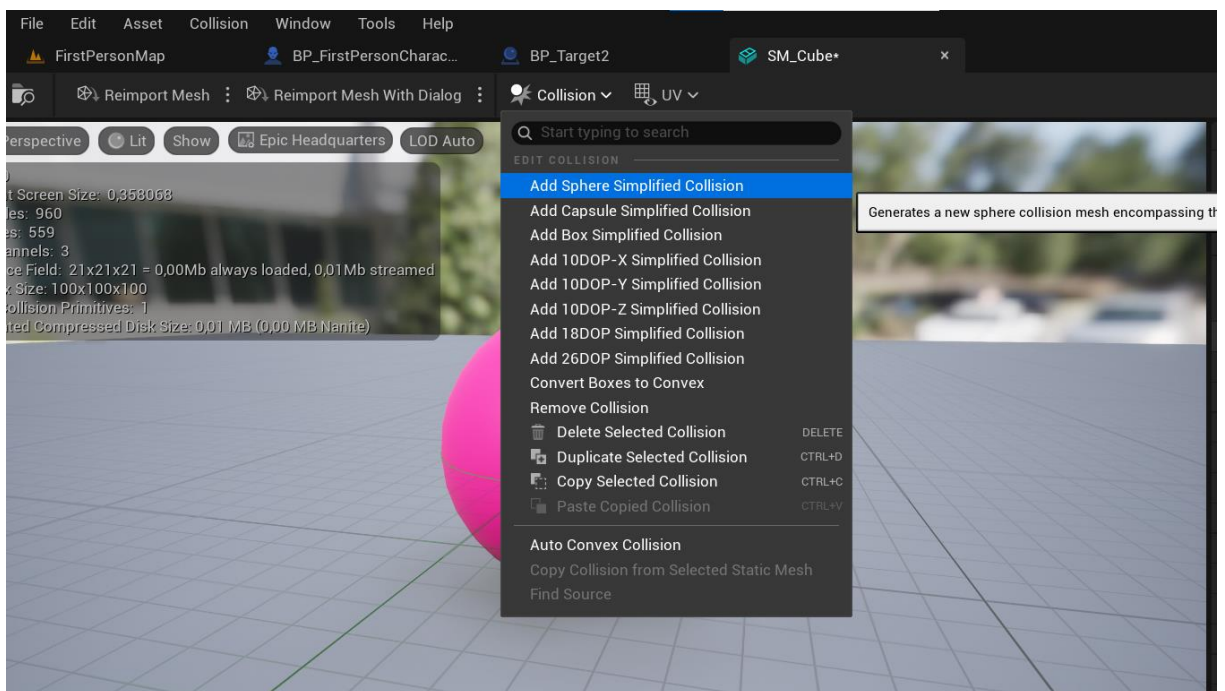 File Edit Asset Collision Window Tools Help
FirstPersonMap BP_FirstPersonCharac... BP_Target2 SM_Cube* ×
Reimport Mesh Reimport Mesh With Dialog Collision UV
Perspective Lit Show Epic Headquarters LOD Auto
Start typing to search
EDIT COLLISION
Add Sphere Simplified Collision
Generates a new sphere collision mesh encompassing th
Add Capsule Simplified Collision
Add Box Simplified Collision
Add 10DOP-X Simplified Collision
Add 10DOP-Y Simplified Collision
Add 10DOP-Z Simplified Collision
Add 18DOP Simplified Collision
Add 26DOP Simplified Collision
Convert Boxes to Convex
Remove Collision
Delete Selected Collision DELETE
Duplicate Selected Collision CTRL+D
Copy Selected Collision CTRL+C
Paste Copied Collision CTRL+V
Auto Convex Collision
Copy Collision from Selected Static Mesh
Find Source
t Screen Size: 0,358068
les: 960
es: 559
annels: 3
ce Field: 21x21x21 = 0,00Mb always loaded, 0,01Mb streamed
x Size: 100x100x100
ollision Primitives: 1
ted Compressed Disk Size: 0,01 MB (0,00 MB Nanite)